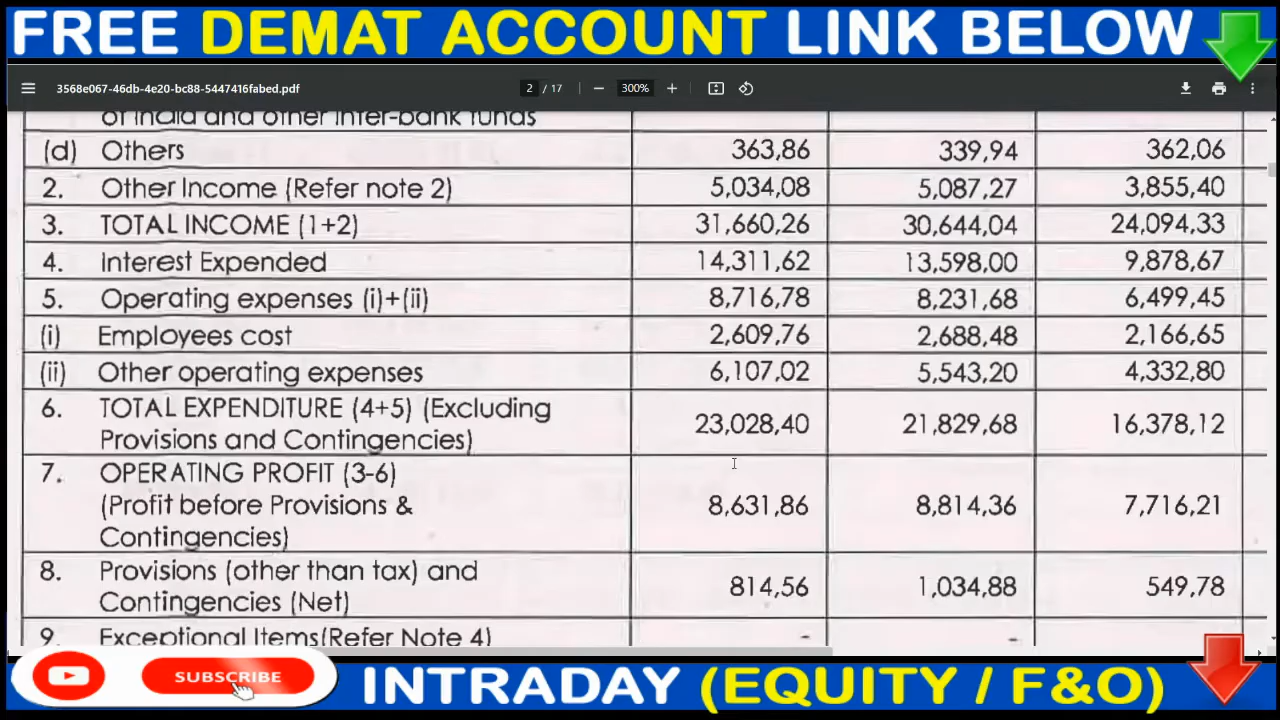 FREE DEMAT ACCOUNT LINK BELOW
3568e067-46db-4e20-bc88-5447416fabed.pdf 2 / 17 300%
of India and other inter-bank funds
(d) Others 363,86 339,94 362,06
2. Other Income (Refer note 2) 5,034,08 5,087,27 3,855,40
3. TOTAL INCOME (1+2) 31,660,26 30,644,04 24,094,33
4. Interest Expended 14,311,62 13,598,00 9,878,67
5. Operating expenses (i)+(ii) 8,716,78 8,231,68 6,499,45
(i) Employees cost 2,609,76 2,688,48 2,166,65
(ii) Other operating expenses 6,107,02 5,543,20 4,332,80
6. TOTAL EXPENDITURE (4+5) (Excluding
Provisions and Contingencies) 23,028,40 21,829,68 16,378,12
7. OPERATING PROFIT (3-6)
(Profit before Provisions & 8,631,86 8,814,36 7,716,21
Contingencies)
8. Provisions (other than tax) and
Contingencies (Net) 814,56 1,034,88 549,78
9. Exceptional Items(Refer Note 4) - -
SUBSCRIBE
INTRADAY (EQUITY / F&O)